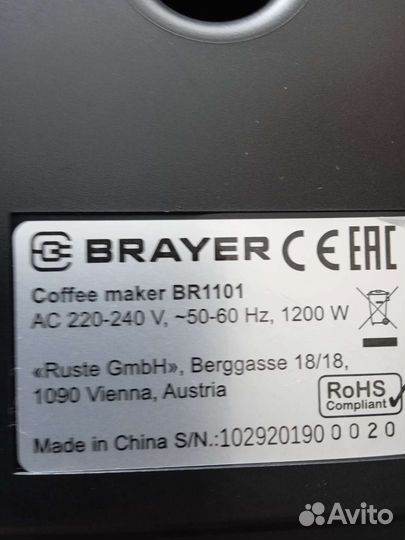 BRAYER CE EAC
Coffee maker BR1101
AC 220-240 V, ~50-60 Hz, 1200 W
«Ruste GmbH», Berggasse 18/18,
1090 Vienna, Austria
RoHS
Compliant
Made in China S/N.:102920190 0 0 2 0
Avito